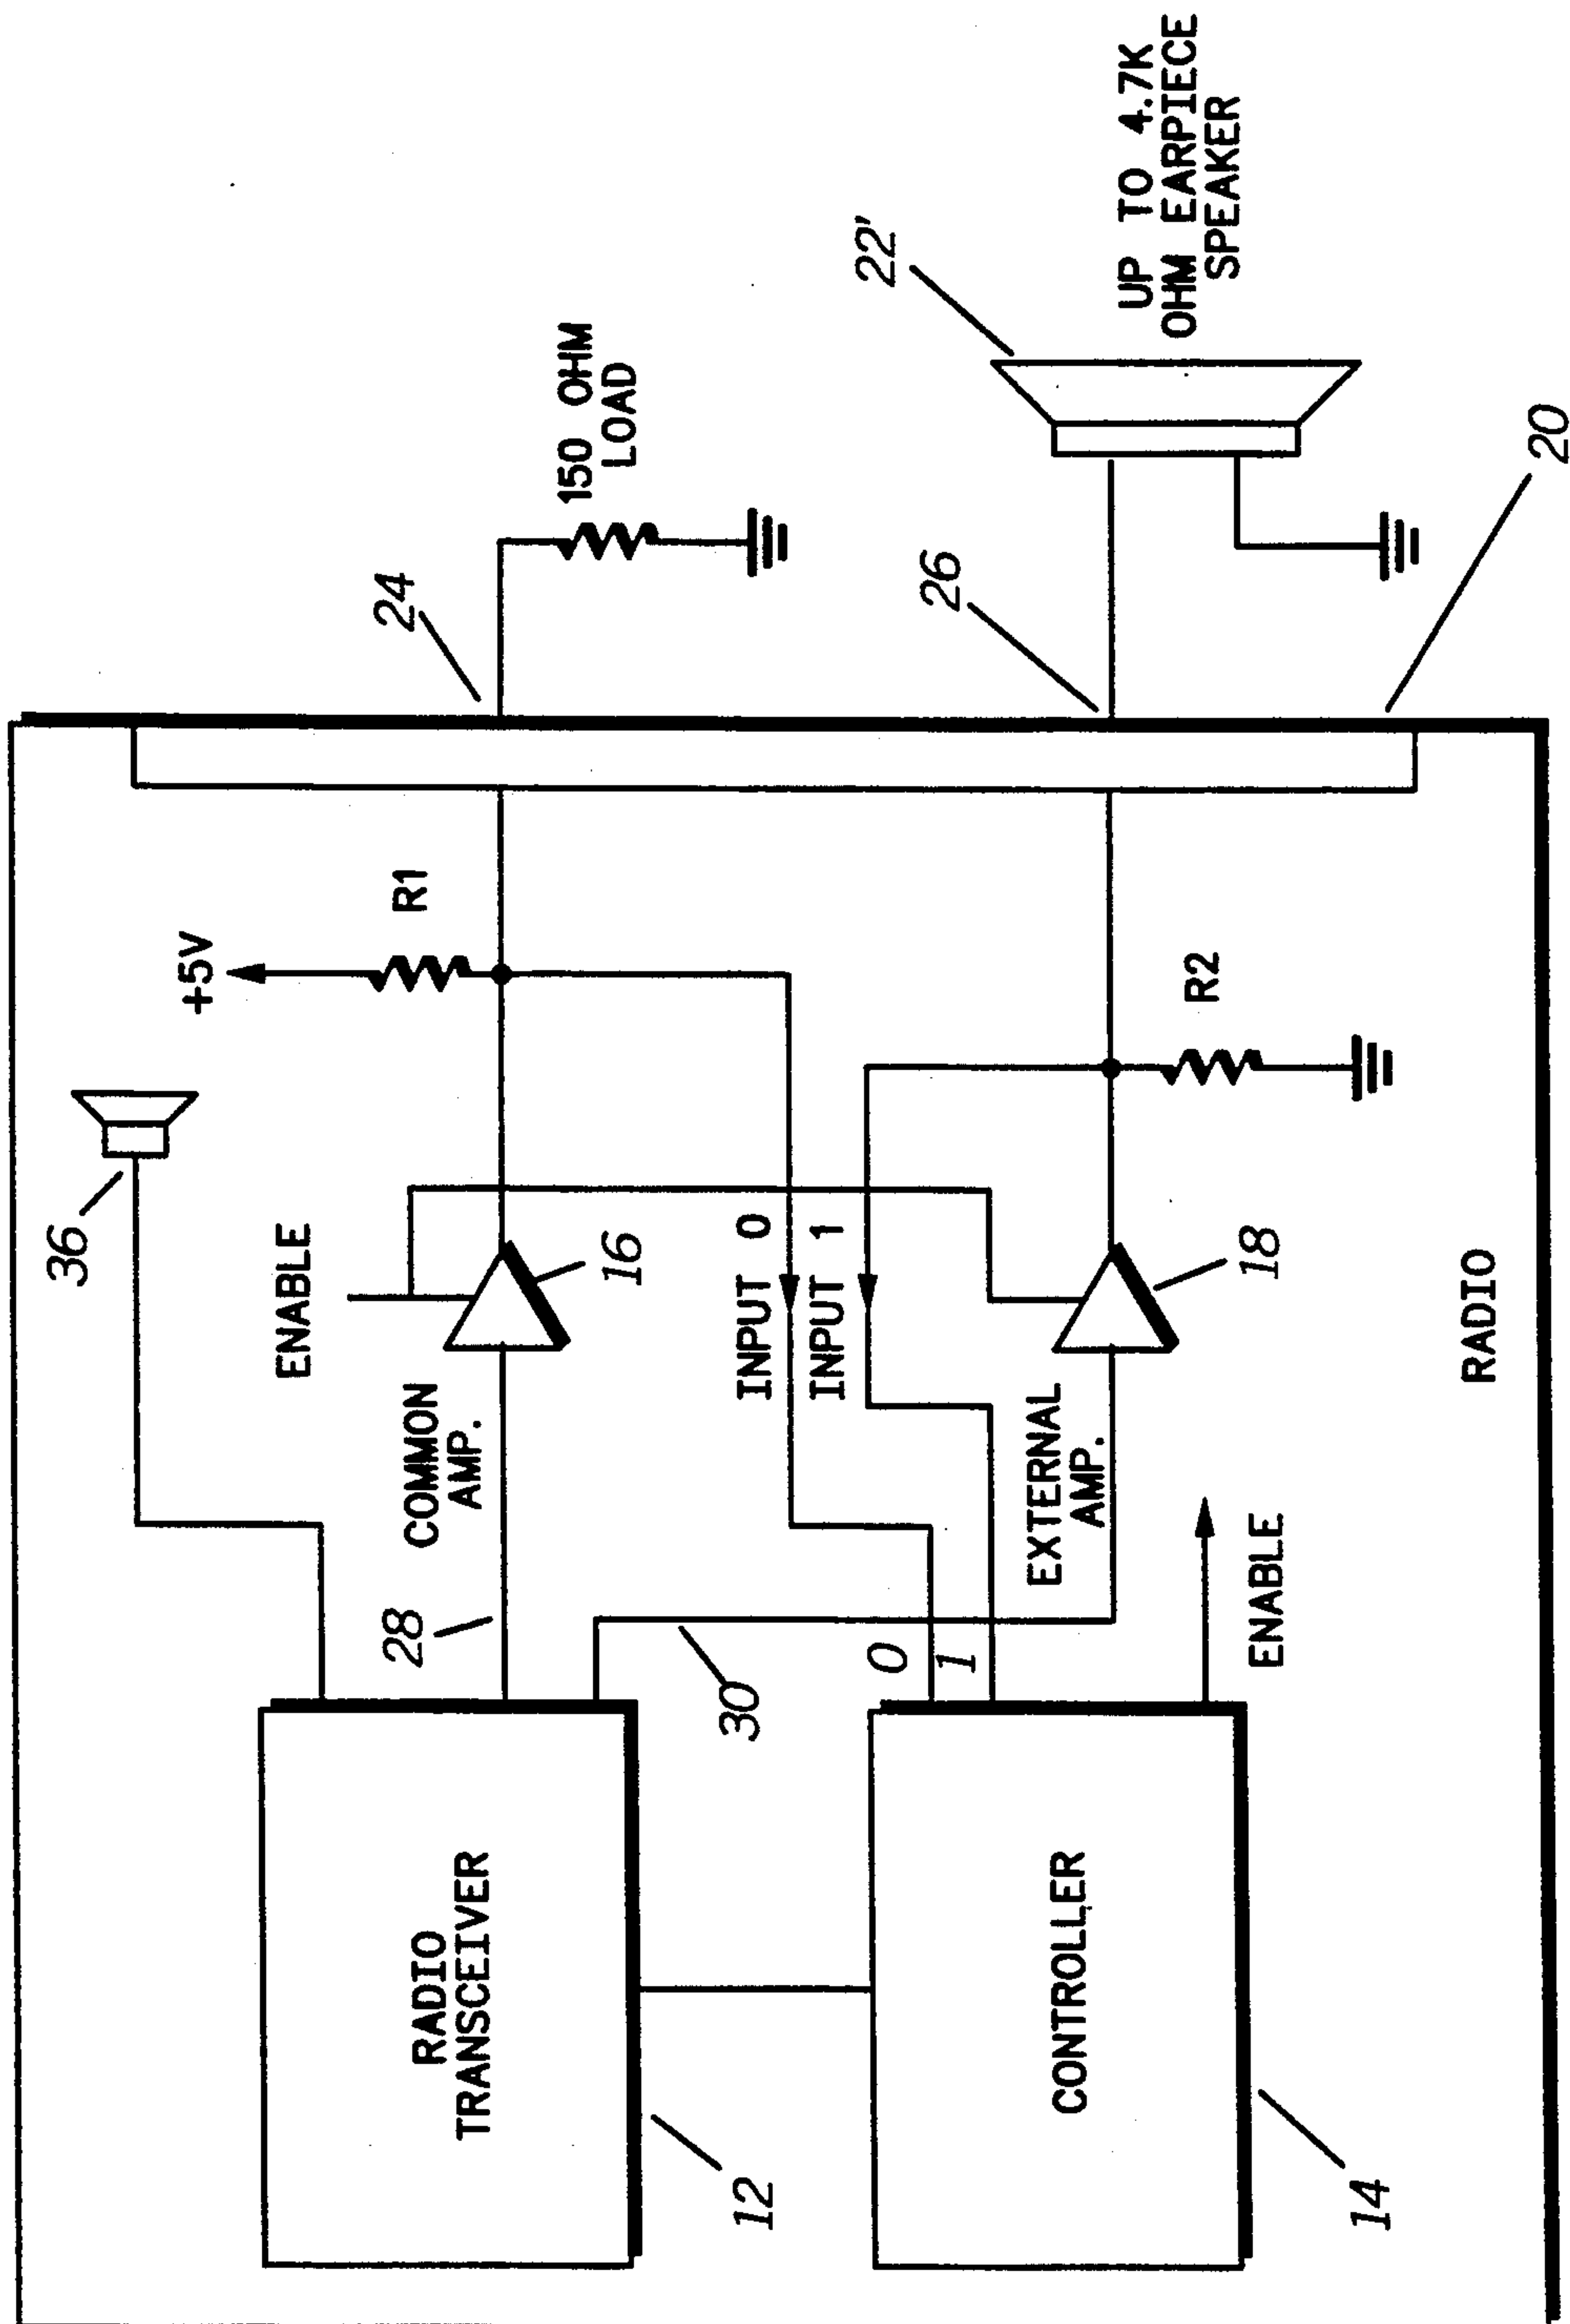 36
+5V
ENABLE
R1
24
150 OHM
LOAD
COMMON
AMP.
28
16
RADIO
TRANSCEIVER
12
30
INPUT 0
INPUT 1
0
1
22'
26
UP TO 4.7K
OHM EARPIECE
SPEAKER
EXTERNAL
AMP.
18
R2
CONTROLLER
14
ENABLE
20
RADIO